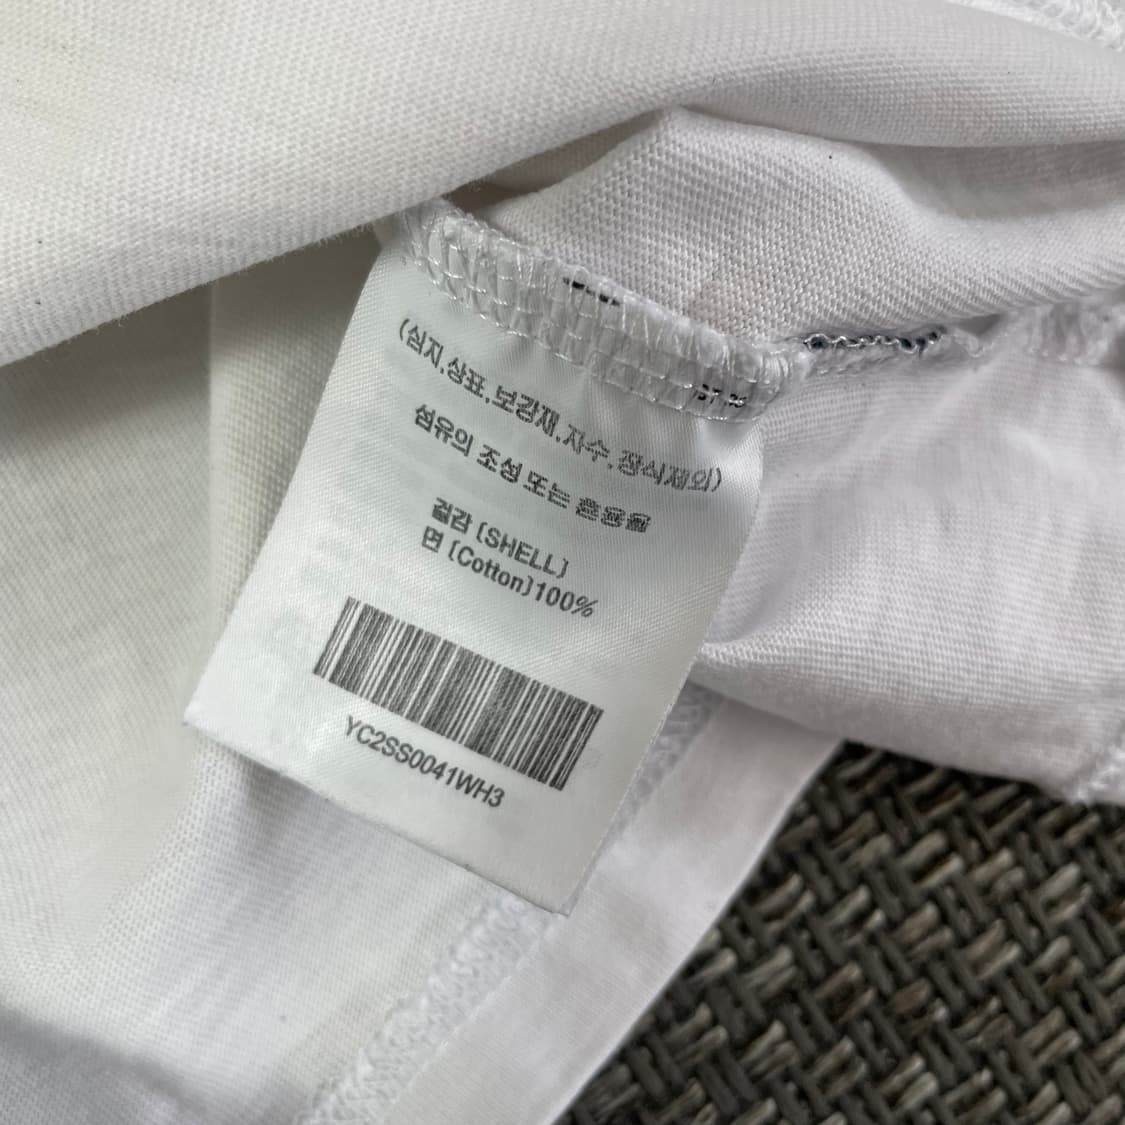 (심지,상표,보강재,자수,장식제외)
섬유의 조성 또는 혼용율
겉감 (SHELL)
면 (Cotton)100%
YC2SS0041WH3